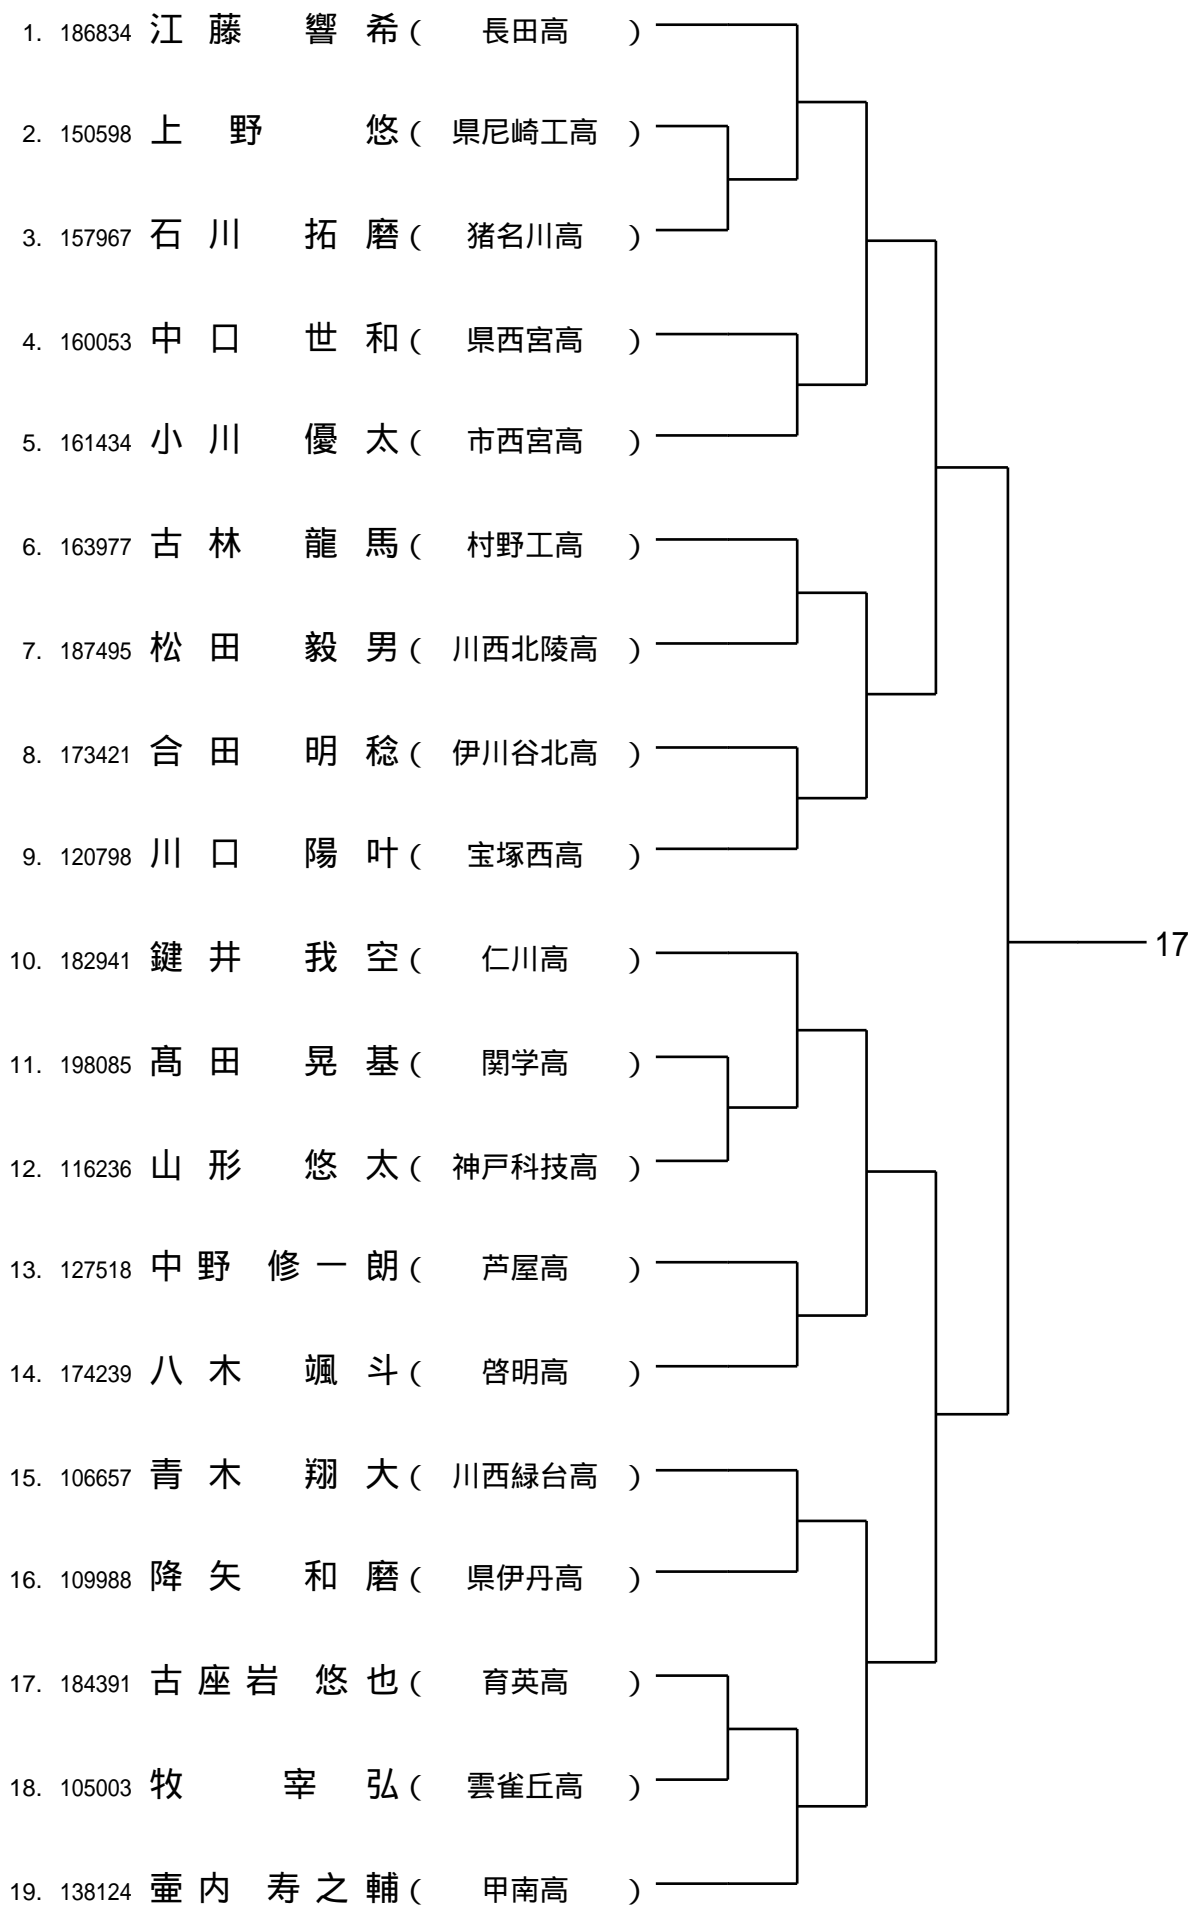 1. 186834 江藤 響希( 長田高 )
2. 150598 上野 悠( 県尼崎工高 )
3. 157967 石川 拓磨( 猪名川高 )
4. 160053 中口 世和( 県西宮高 )
5. 161434 小川 優太( 市西宮高 )
6. 163977 古林 龍馬( 村野工高 )
7. 187495 松田 毅男( 川西北陵高 )
8. 173421 合田 明稔( 伊川谷北高 )
9. 120798 川口 陽叶( 宝塚西高 )
17
10. 182941 鍵井 我空( 仁川高 )
11. 198085 髙田 晃基( 関学高 )
12. 116236 山形 悠太( 神戸科技高 )
13. 127518 中野 修一朗( 芦屋高 )
14. 174239 八木 颯斗( 啓明高 )
15. 106657 青木 翔大( 川西緑台高 )
16. 109988 降矢 和磨( 県伊丹高 )
17. 184391 古座岩 悠也( 育英高 )
18. 105003 牧 宰弘( 雲雀丘高 )
19. 138124 壷内 寿之輔( 甲南高 )